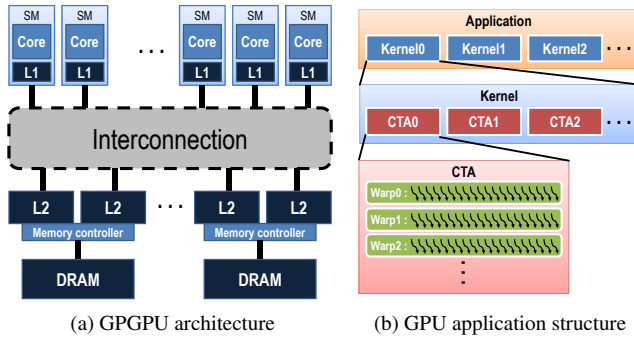 SM SM SM SM SM
Core Core ... Core Core Core
L1 L1 L1 L1 L1
Interconnection
L2 L2 ... L2 L2
Memory controller Memory controller
DRAM DRAM
(a) GPGPU architecture
Application
Kernel0 Kernel1 Kernel2 ...
Kernel
CTA0 CTA1 CTA2 ...
CTA
Warp0 :
Warp1 :
Warp2 :
(b) GPU application structure